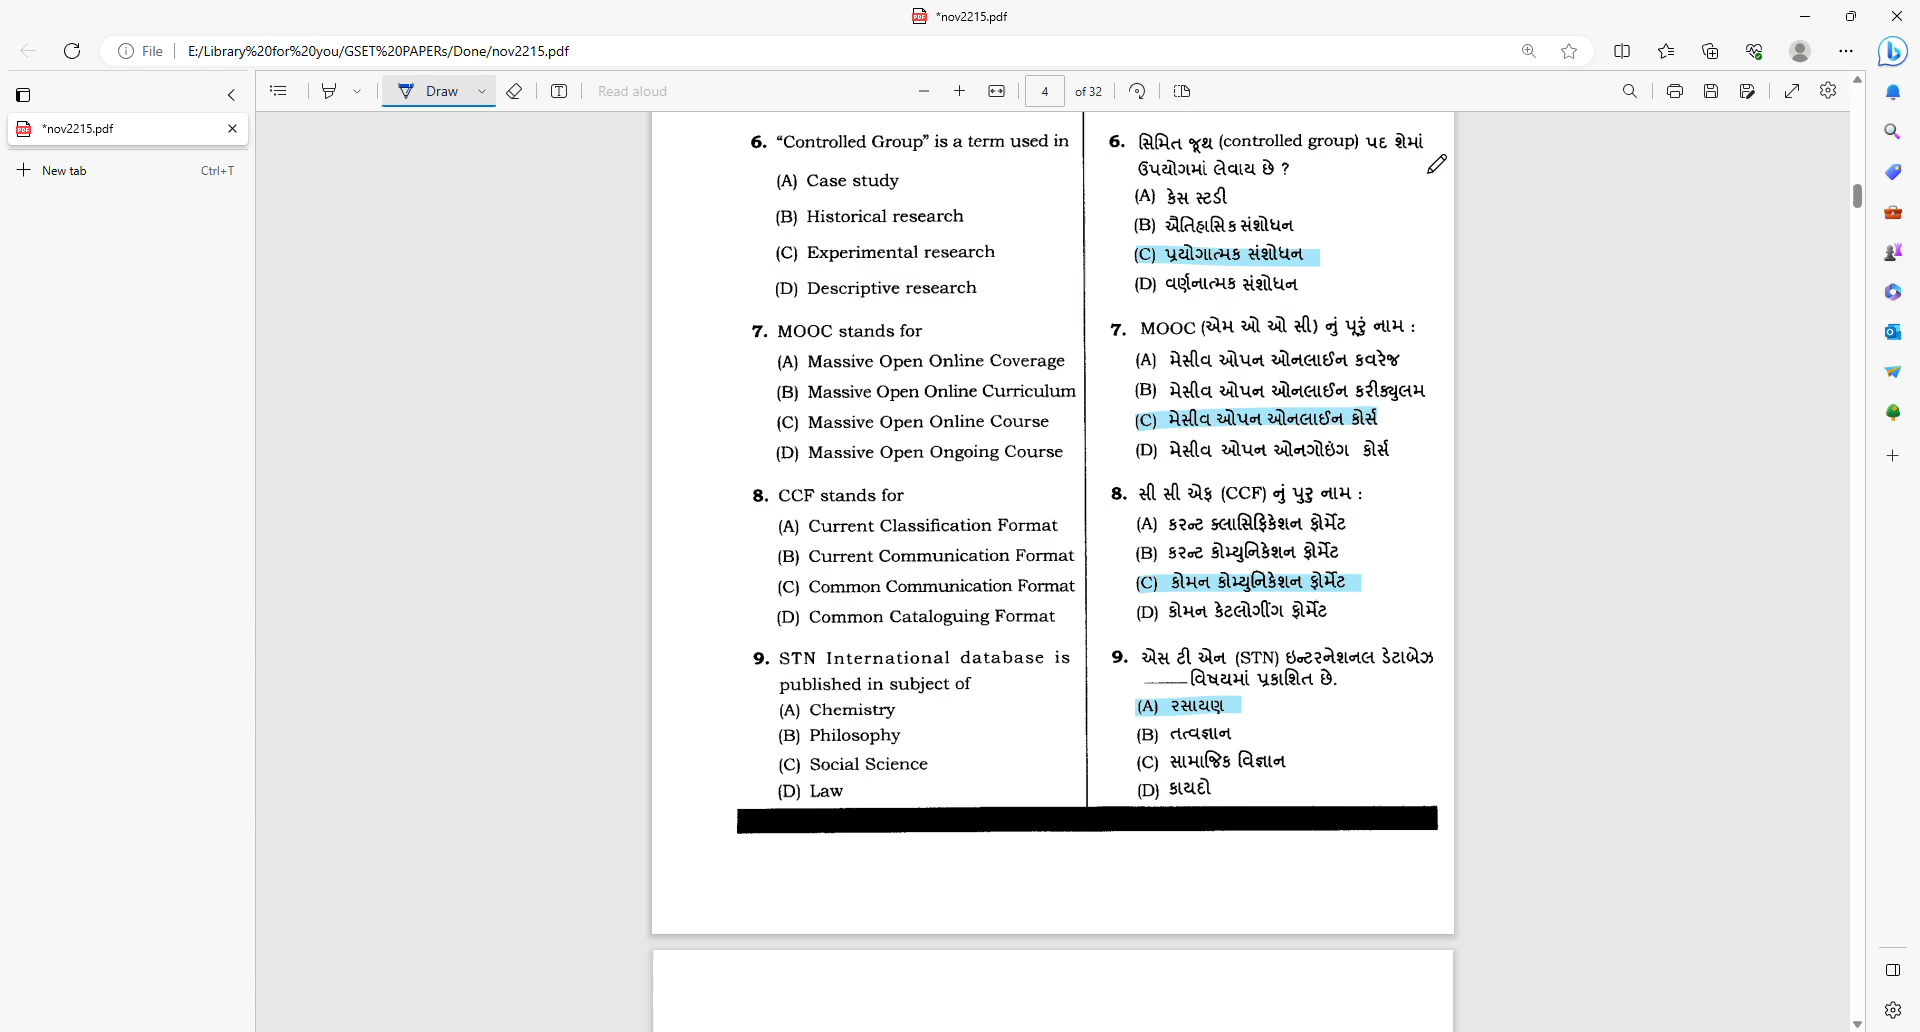 *nov2215.pdf
File
E:/Library%20for%20you/GSET%20PAPERs/Done/nov2215.pdf
Draw
Read aloud
4
of 32
*nov2215.pdf
New tab
Ctrl+T
6. “Controlled Group” is a term used in
(A) Case study
(B) Historical research
(C) Experimental research
(D) Descriptive research
7. MOOC stands for
(A) Massive Open Online Coverage
(B) Massive Open Online Curriculum
(C) Massive Open Online Course
(D) Massive Open Ongoing Course
8. CCF stands for
(A) Current Classification Format
(B) Current Communication Format
(C) Common Communication Format
(D) Common Cataloguing Format
9. STN International database is
published in subject of
(A) Chemistry
(B) Philosophy
(C) Social Science
(D) Law
6. સિમિત જૂથ (controlled group) પદ શેમાં
ઉપયોગમાં લેવાય છે ?
(A) કેસ સ્ટડી
(B) ઐતિહાસિક સંશોધન
(C) પ્રયોગાત્મક સંશોધન
(D) વર્ણનાત્મક સંશોધન
7. MOOC (એમ ઓ ઓ સી) નું પૂરું નામ :
(A) મેસીવ ઓપન ઓનલાઈન કવરેજ
(B) મેસીવ ઓપન ઓનલાઈન કરીક્યુલમ
(C) મેસીવ ઓપન ઓનલાઈન કોર્સ
(D) મેસીવ ઓપન ઓનગોઇંગ કોર્સ
8. સી સી એફ (CCF) નું પુરુ નામ :
(A) કરન્ટ ક્લાસિફિકેશન ફોર્મેટ
(B) કરન્ટ કોમ્યુનિકેશન ફોર્મેટ
(C) કોમન કોમ્યુનિકેશન ફોર્મેટ
(D) કોમન કેટલોગીંગ ફોર્મેટ
9. એસ ટી એન (STN) ઇન્ટરનેશનલ ડેટાબેઝ
_____ વિષયમાં પ્રકાશિત છે.
(A) રસાયણ
(B) તત્વજ્ઞાન
(C) સામાજિક વિજ્ઞાન
(D) કાયદો